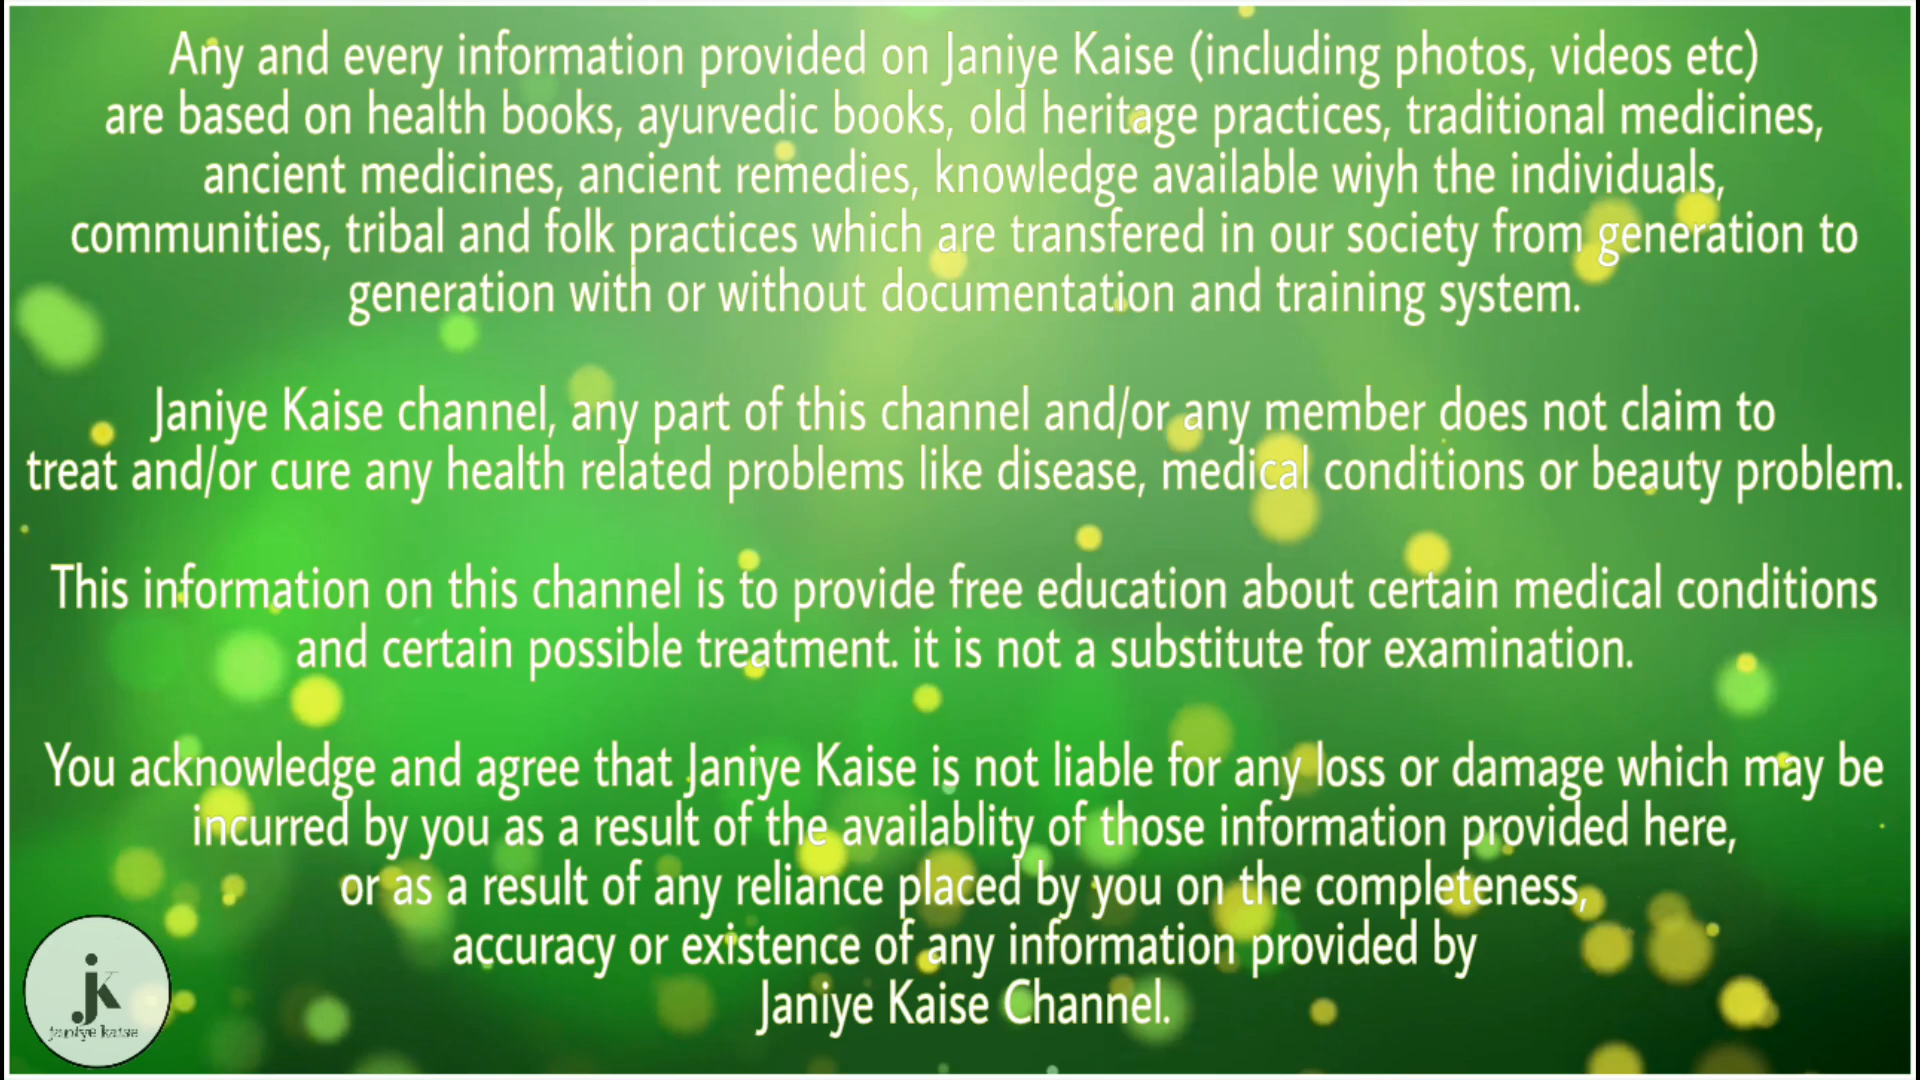 Any and every information provided on Janiye Kaise (including photos, videos etc)
are based on health books, ayurvedic books, old heritage practices, traditional medicines,
ancient medicines, ancient remedies, knowledge available wiyh the individuals,
communities, tribal and folk practices which are transfered in our society from generation to
generation with or without documentation and training system.
Janiye Kaise channel, any part of this channel and/or any member does not claim to
treat and/or cure any health related problems like disease, medical conditions or beauty problem.
This information on this channel is to provide free education about certain medical conditions
and certain possible treatment. it is not a substitute for examination.
You acknowledge and agree that Janiye Kaise is not liable for any loss or damage which may be
incurred by you as a result of the availablity of those information provided here,
or as a result of any reliance placed by you on the completeness,
accuracy or existence of any information provided by
Janiye Kaise Channel.
jk
janiye kaise